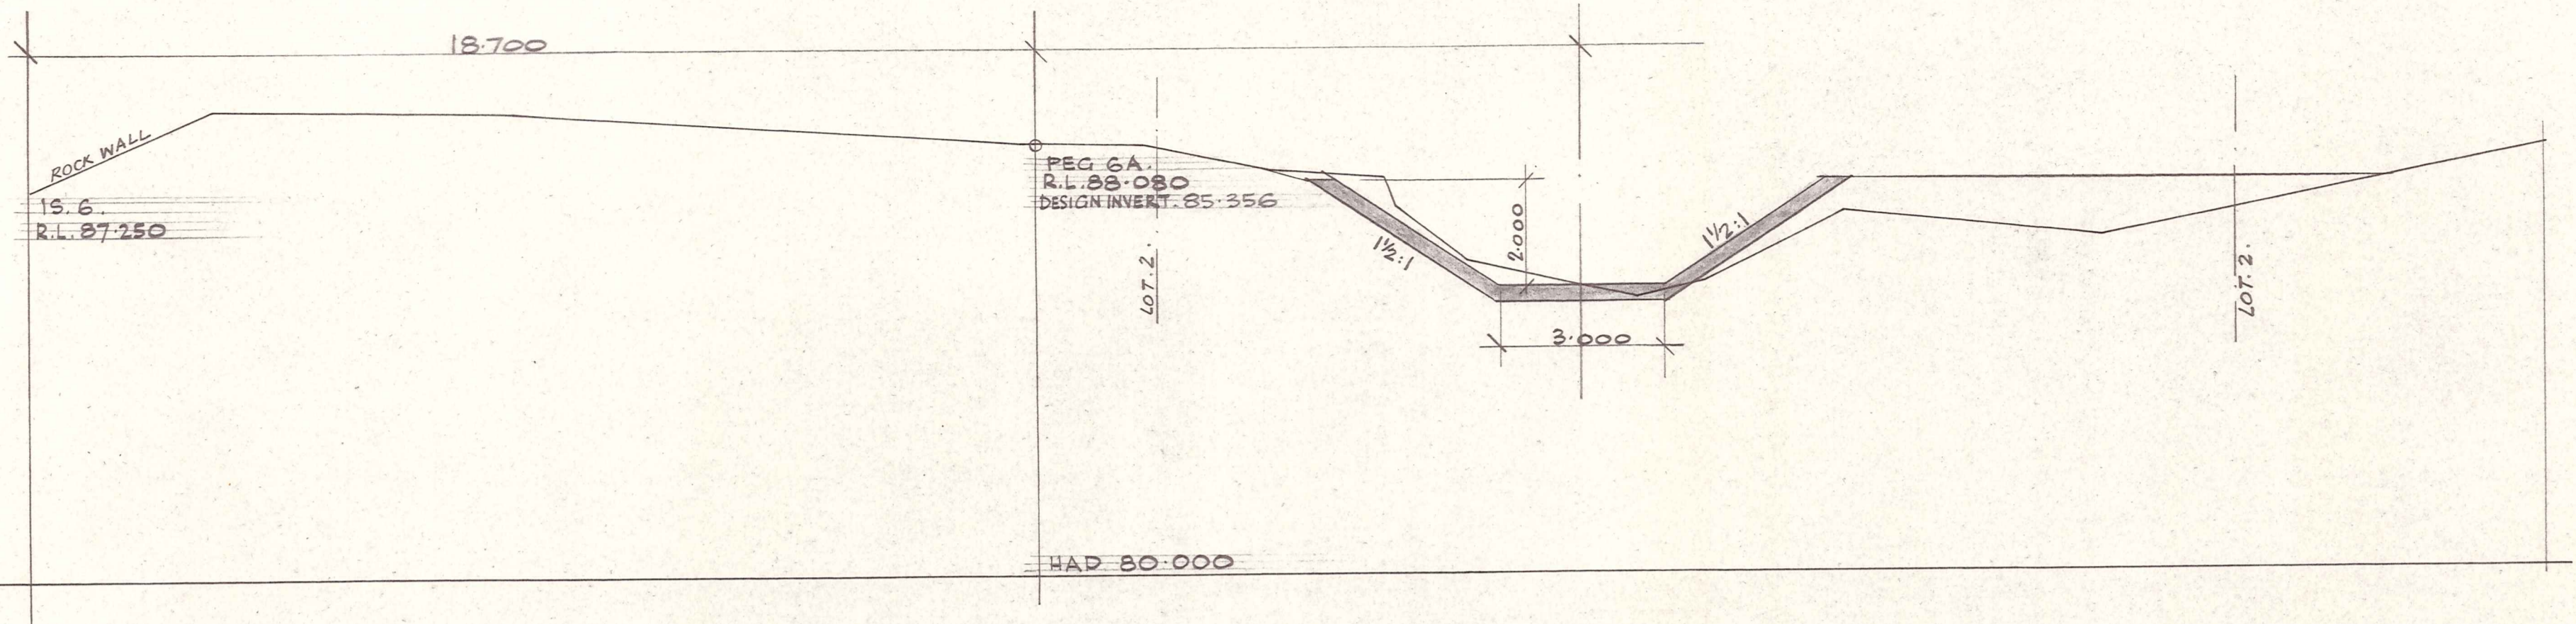 18.700
ROCK WALL
IS. 6.
R.L. 87.250
PEG 6A.
R.L. 88.080
DESIGN INVERT. 85.356
LOT. 2.
1½:1
2.000
1½:1
3.000
LOT. 2.
HAD 80.000